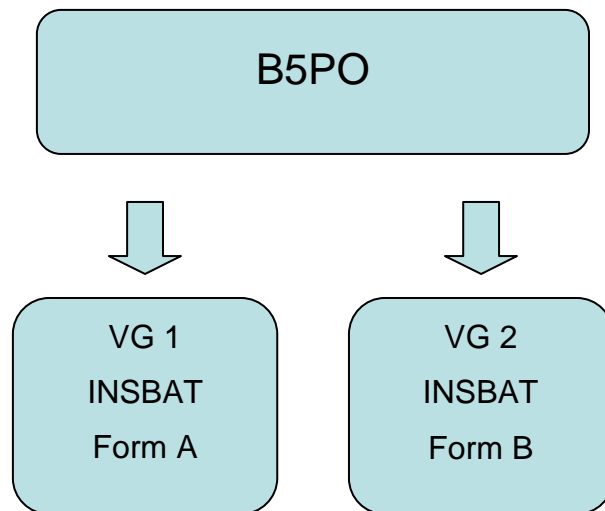 B5PO
VG 1
INSBAT
Form A
VG 2
INSBAT
Form B